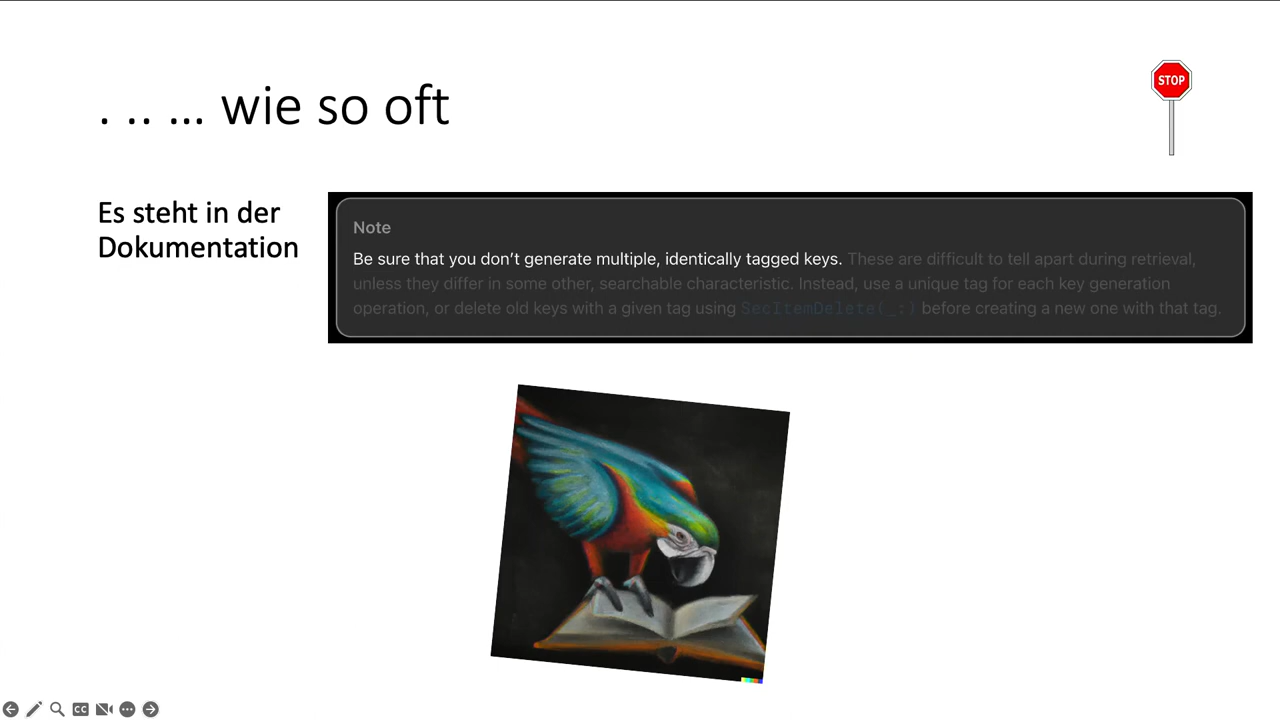 . .. ... wie so oft
STOP
Es steht in der
Dokumentation
Note
Be sure that you don’t generate multiple, identically tagged keys. These are difficult to tell apart during retrieval,
unless they differ in some other, searchable characteristic. Instead, use a unique tag for each key generation
operation, or delete old keys with a given tag using SecItemDelete(_:) before creating a new one with that tag.
CC